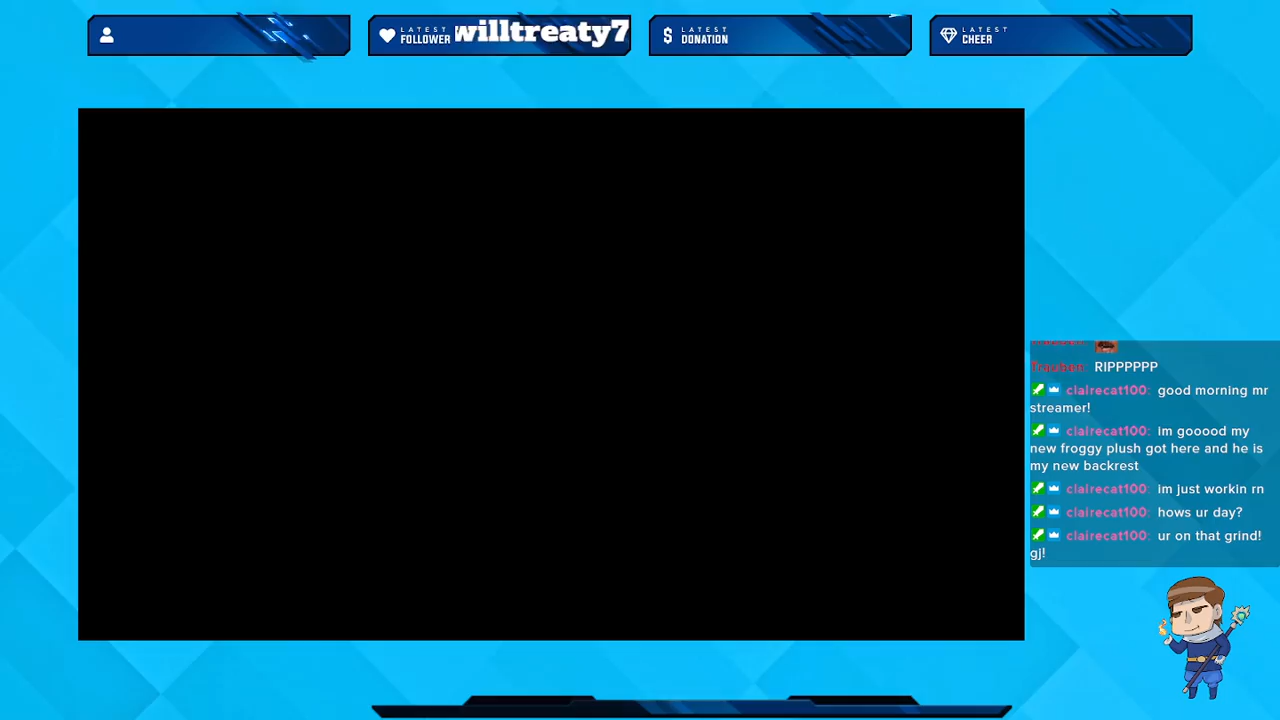 LATEST
FOLLOWER
willtreaty7
LATEST
DONATION
LATEST
CHEER
Truuber: RIPPPPPP
clairecat100: good morning mr
streamer!
clairecat100: im gooood my
new froggy plush got here and he is
my new backrest
clairecat100: im just workin rn
clairecat100: hows ur day?
clairecat100: ur on that grind!
gj!